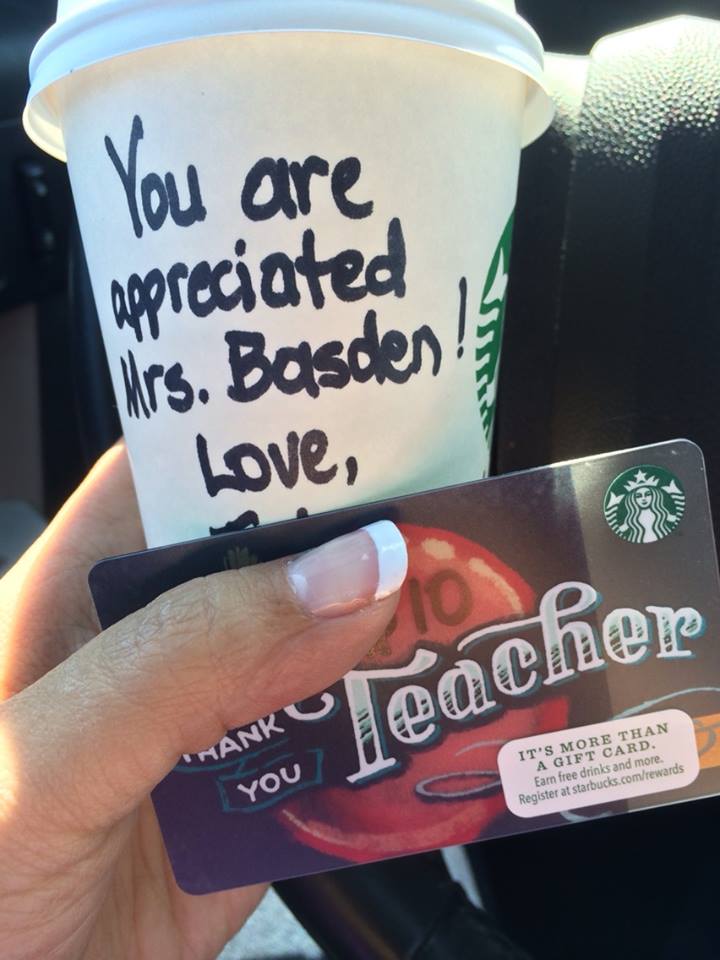 You are
appreciated
Mrs. Basden!
Love,
10
Teacher
THANK
YOU
IT'S MORE THAN
A GIFT CARD.
Earn free drinks and more.
Register at starbucks.com/rewards